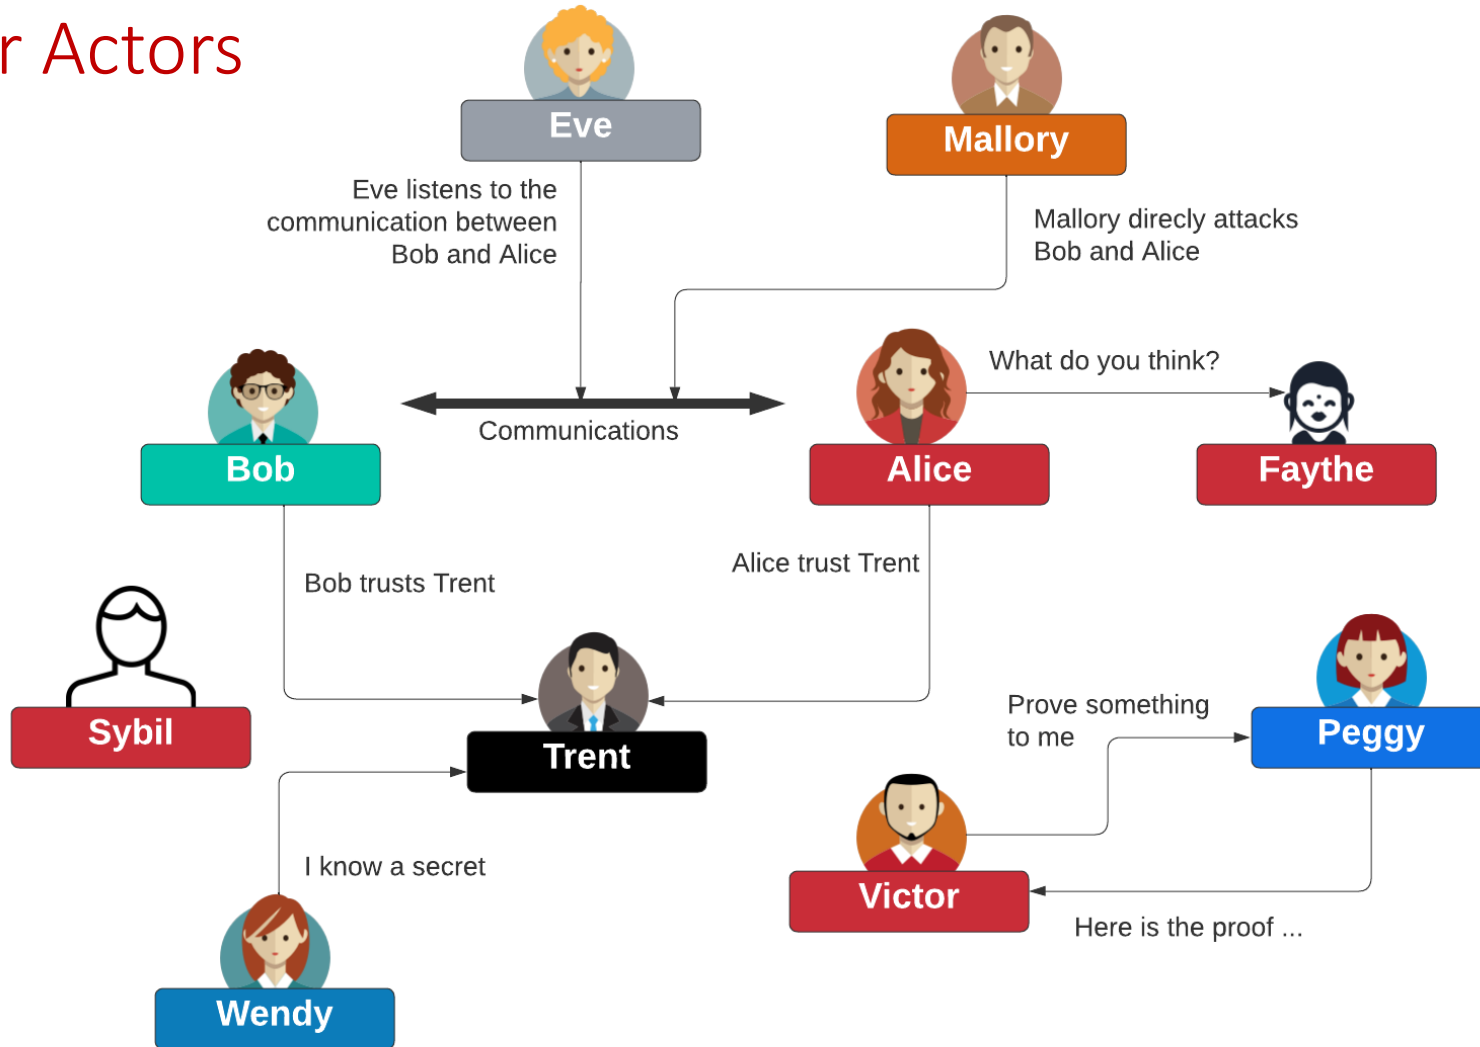 r Actors
Eve
Mallory
Eve listens to the
communication between
Bob and Alice
Mallory direcly attacks
Bob and Alice
What do you think?
Communications
Bob
Alice
Faythe
Bob trusts Trent
Alice trust Trent
Sybil
Trent
Prove something
to me
Peggy
I know a secret
Victor
Here is the proof ...
Wendy